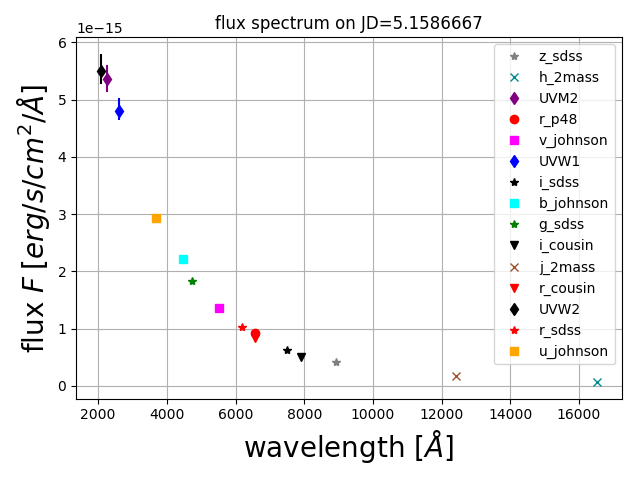 flux spectrum on JD=5.1586667
1e−15
6
5
4
3
2
1
0
flux F [erg/s/cm²/Å]
2000 4000 6000 8000 10000 12000 14000 16000
wavelength [Å]
z_sdss
h_2mass
UVM2
r_p48
v_johnson
UVW1
i_sdss
b_johnson
g_sdss
i_cousin
j_2mass
r_cousin
UVW2
r_sdss
u_johnson